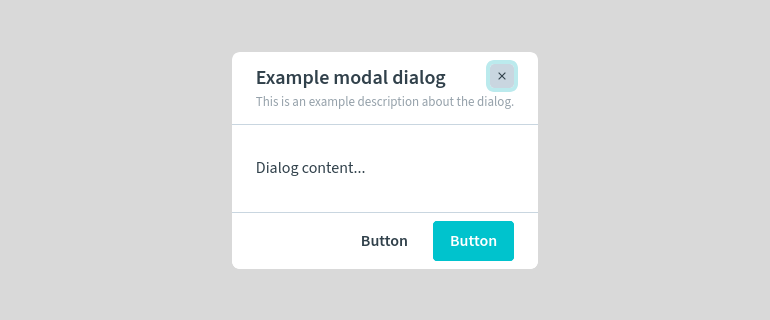 Example modal dialog
This is an example description about the dialog.
Dialog content...
Button Button